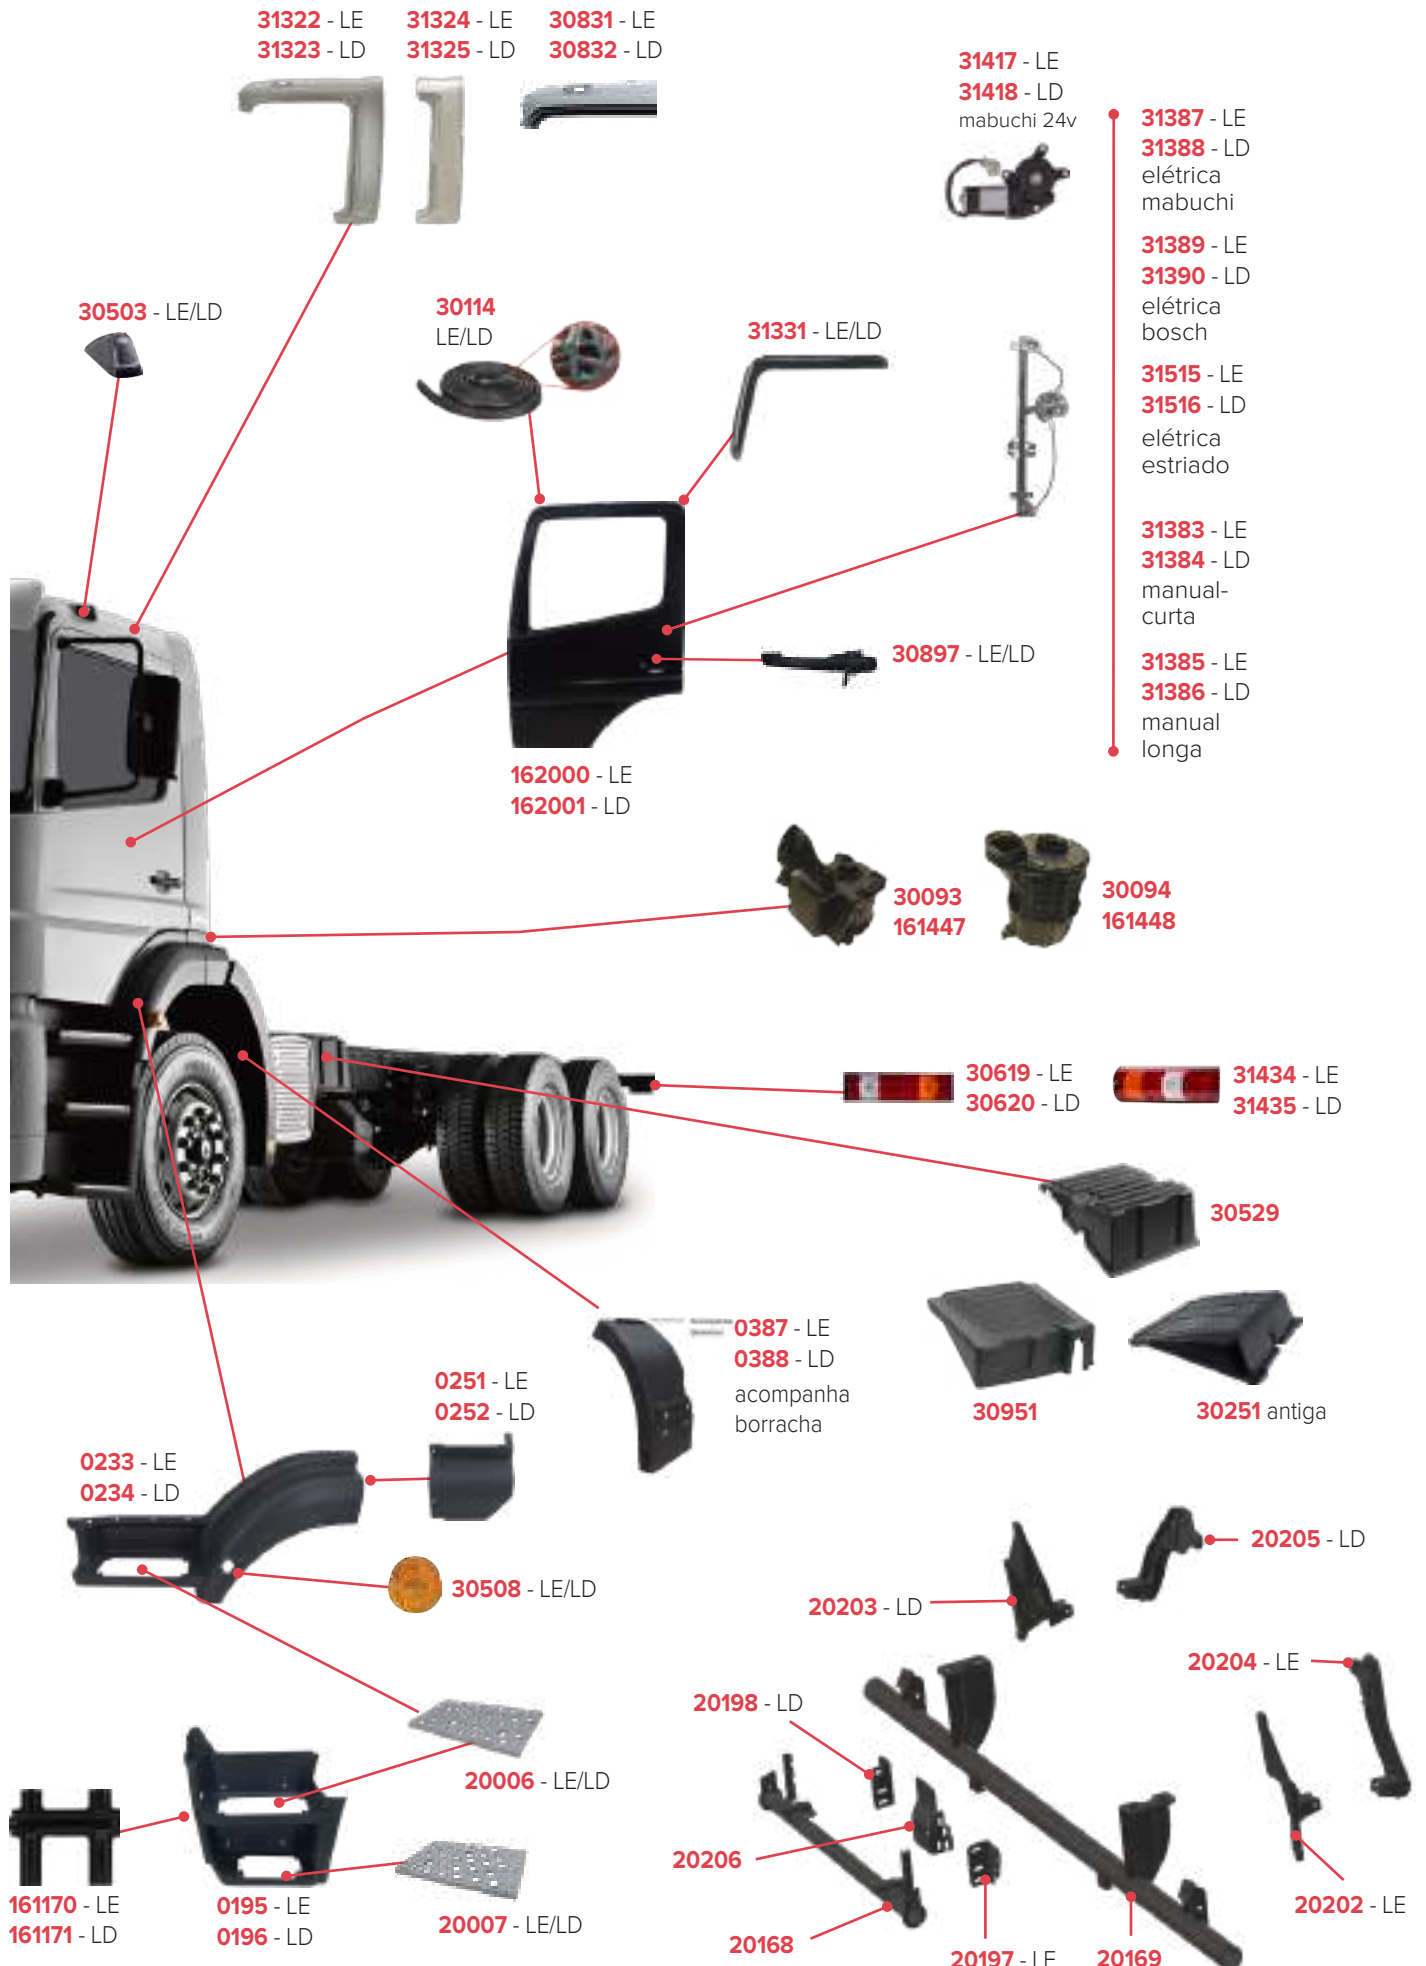 31322 - LE
31323 - LD
31324 - LE
31325 - LD
30831 - LE
30832 - LD
31417 - LE
31418 - LD
mabuchi 24v
31387 - LE
31388 - LD
elétrica
mabuchi
31389 - LE
31390 - LD
elétrica
bosch
31515 - LE
31516 - LD
elétrica
estriado
31383 - LE
31384 - LD
manual-
curta
31385 - LE
31386 - LD
manual
longa
30503 - LE/LD
30114
LE/LD
31331 - LE/LD
30897 - LE/LD
162000 - LE
162001 - LD
30093
161447
30094
161448
30619 - LE
30620 - LD
31434 - LE
31435 - LD
30529
30951
30251 antiga
0387 - LE
0388 - LD
acompanha
borracha
0251 - LE
0252 - LD
0233 - LE
0234 - LD
30508 - LE/LD
20205 - LD
20203 - LD
20204 - LE
20198 - LD
20006 - LE/LD
20206
20202 - LE
161170 - LE
161171 - LD
0195 - LE
0196 - LD
20007 - LE/LD
20168
20197 - LE
20169